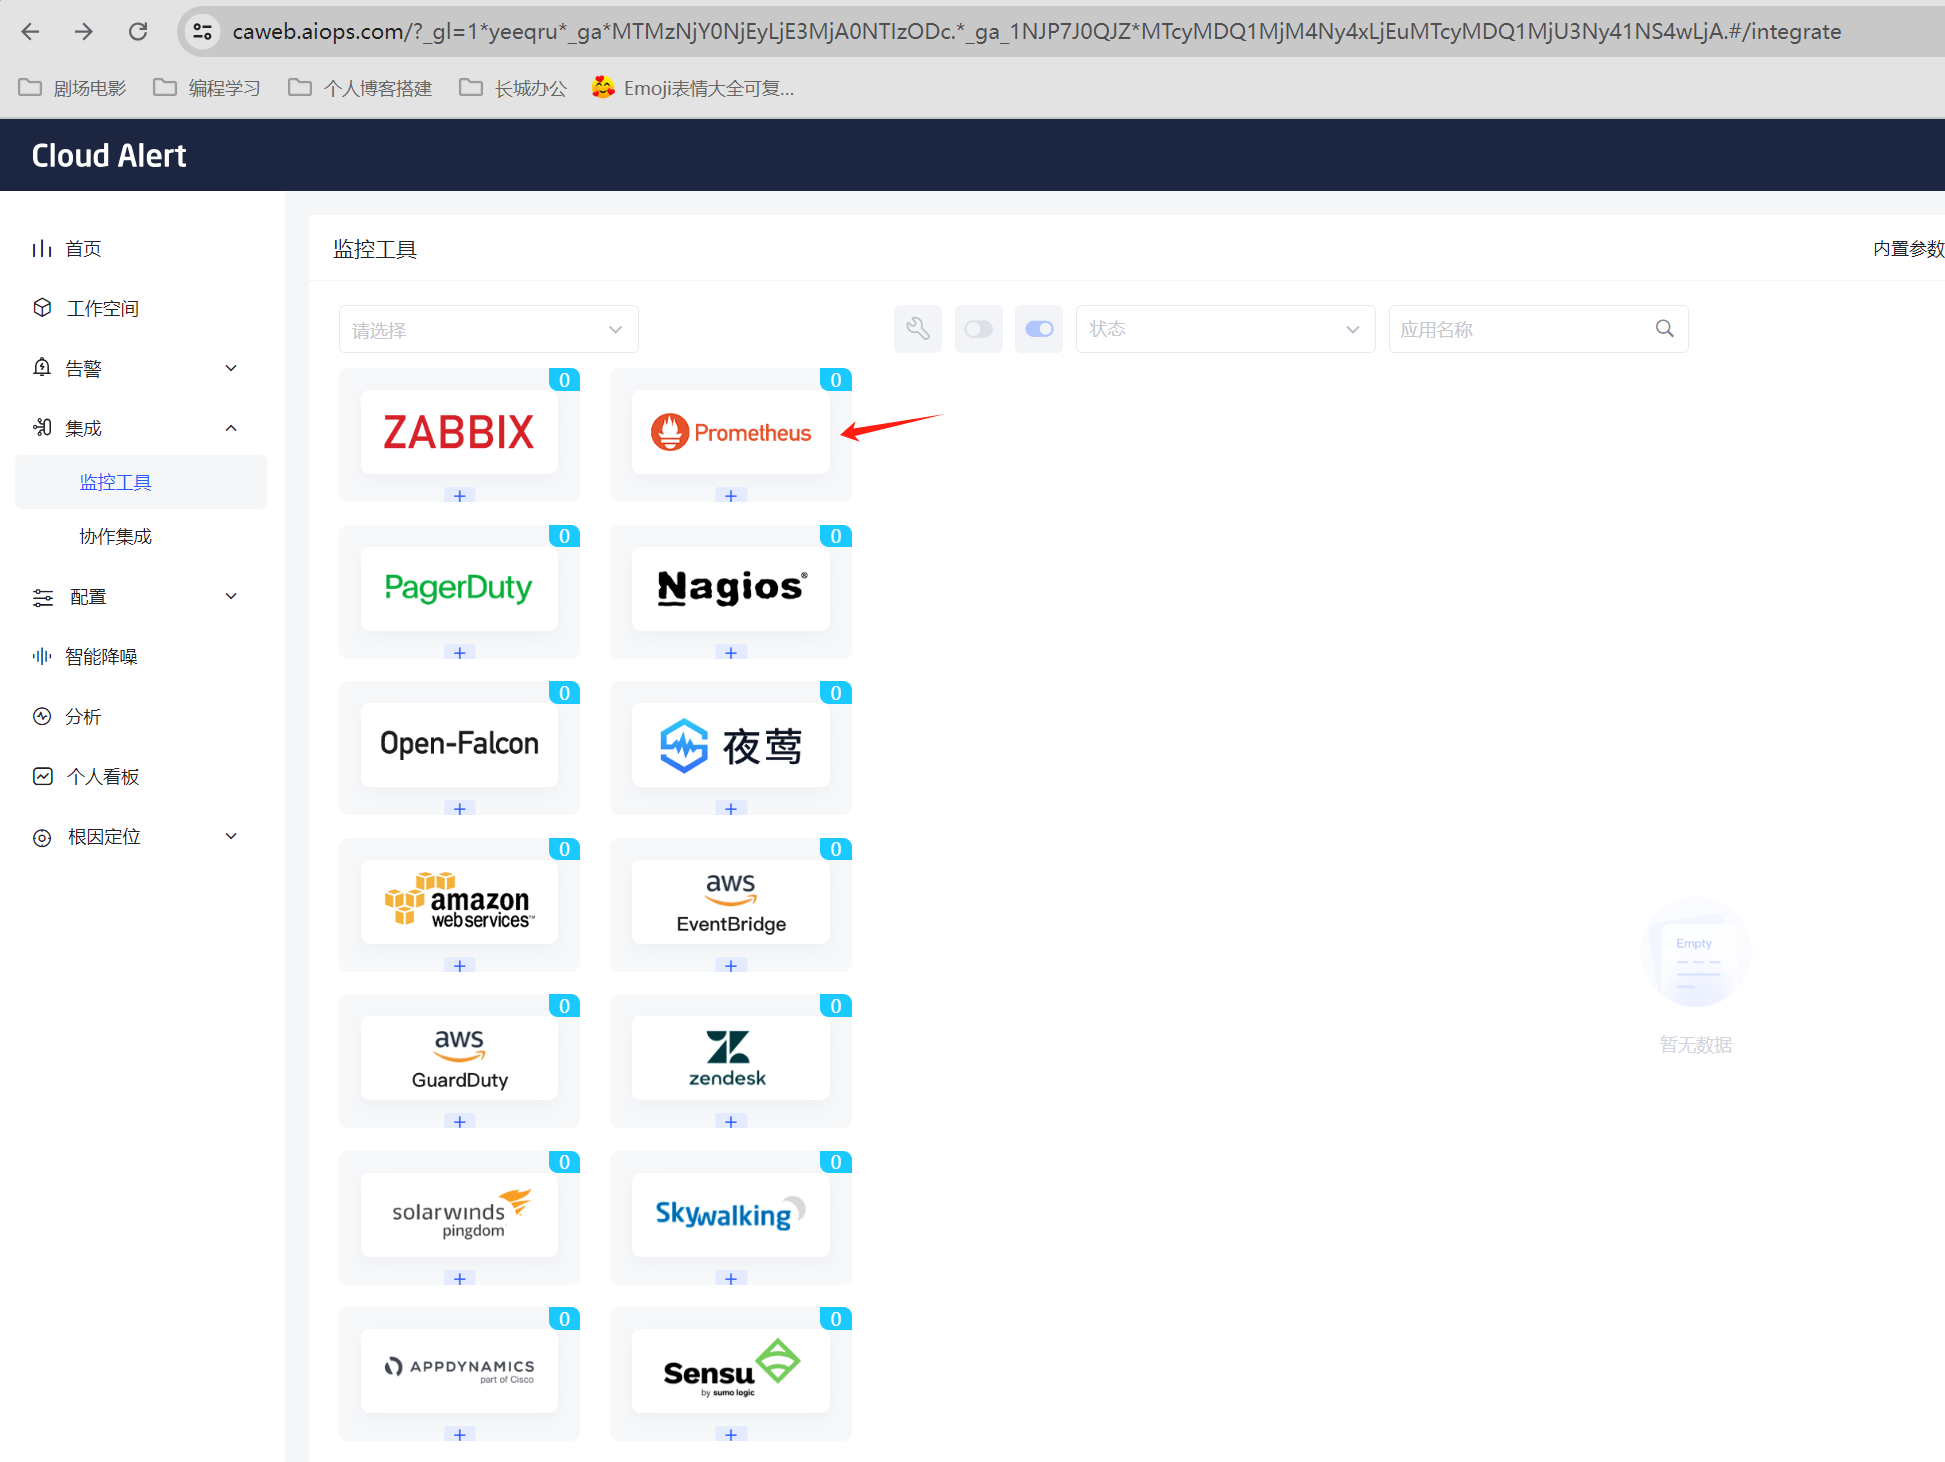 caweb.aiops.com/?_gl=1*yeeqru*_ga*MTMzNjY0NjEyLjE3MjA0NTIzODc.*_ga_1NJP7J0QJZ*MTcyMDQ1MjM4Ny4xLjEuMTcyMDQ1MjU3Ny41NS4wLjA.#/integrate
剧场电影 编程学习 个人博客搭建 长城办公 Emoji表情大全可复...
Cloud Alert
首页
工作空间
告警
集成
监控工具
协作集成
配置
智能降噪
分析
个人看板
根因定位
监控工具 内置参数
请选择 状态 应用名称
0 0
ZABBIX Prometheus
+ +
0 0
PagerDuty Nagios®
+ +
0 0
Open-Falcon 夜莺
+ +
0 0
amazon webservices™ aws EventBridge
+ +
0 0
aws GuardDuty zendesk
+ +
0 0
solarwinds pingdom Skywalking
+ +
0 0
APPDYNAMICS part of Cisco Sensu by sumo logic
+ +
Empty
暂无数据